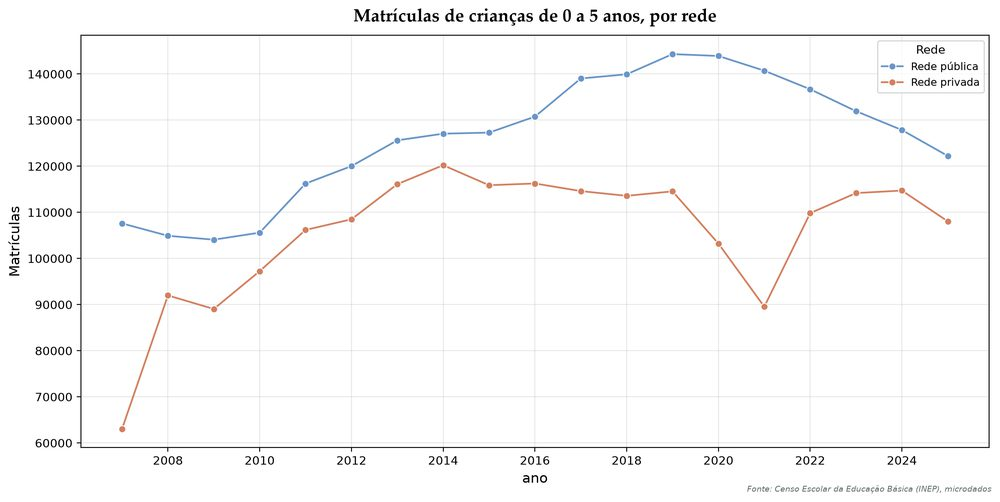 Matrículas de crianças de 0 a 5 anos, por rede
Rede
Rede pública
Rede privada
Matrículas
140000
130000
120000
110000
100000
90000
80000
70000
60000
2008 2010 2012 2014 2016 2018 2020 2022 2024
ano
Fonte: Censo Escolar da Educação Básica (INEP), microdados